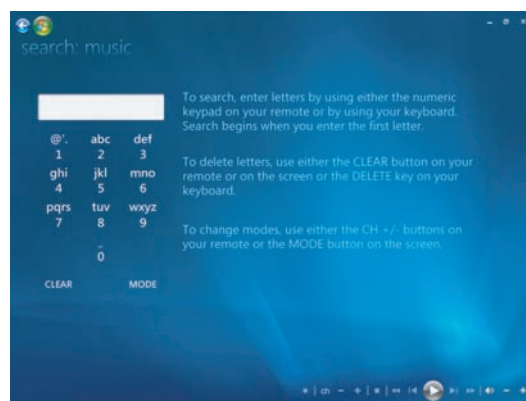 search: music
To search, enter letters by using either the numeric
keypad on your remote or by using your keyboard.
Search begins when you enter the first letter.
@'. abc def
1 2 3
To delete letters, use either the CLEAR button on your
remote or on the screen or the DELETE key on your
keyboard.
ghi jkl mno
4 5 6
pqrs tuv wxyz
7 8 9
To change modes, use either the CH +/- buttons on
your remote or the MODE button on the screen.
_
0
CLEAR MODE
ch - +
- +